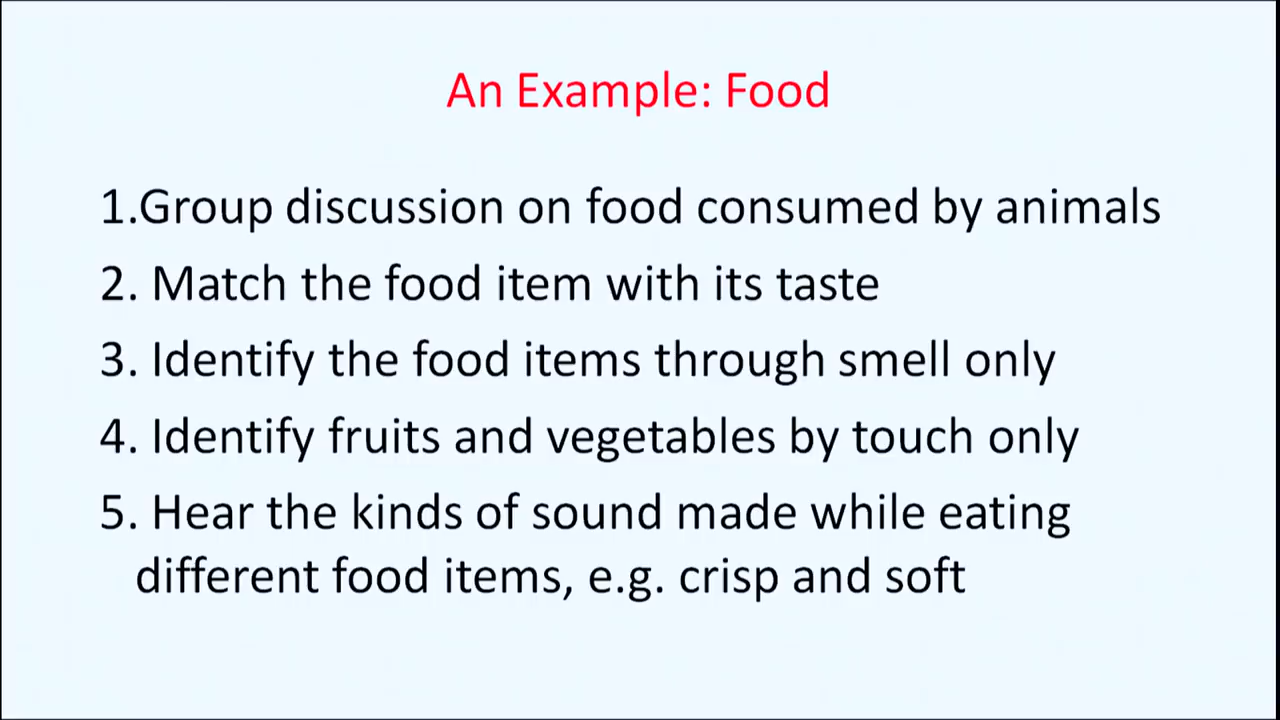 An Example: Food
1.Group discussion on food consumed by animals
2. Match the food item with its taste
3. Identify the food items through smell only
4. Identify fruits and vegetables by touch only
5. Hear the kinds of sound made while eating
different food items, e.g. crisp and soft